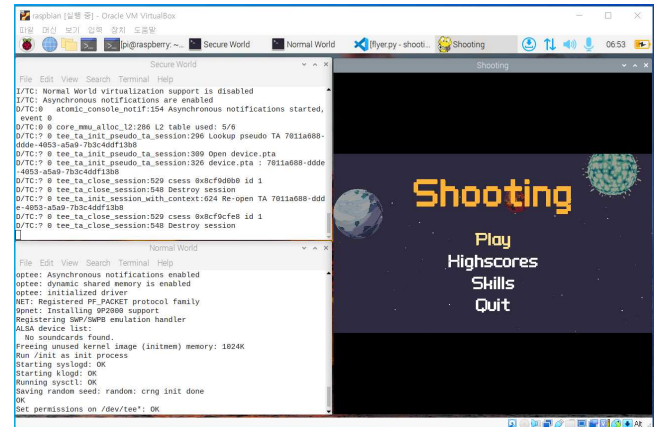 raspbian [실행 중] - Oracle VM VirtualBox
파일 머신 보기 입력 장치 도움말
[pi@raspberry: ~... Secure World Normal World [flyer.py - shooti... Shooting 06:53
Secure World
File Edit View Search Terminal Help
I/TC: Normal World virtualization support is disabled
I/TC: Asynchronous notifications are enabled
D/TC:0 atomic_console_notif:154 Asynchronous notifications started,
event 0
D/TC:0 0 core_mmu_alloc_l2:286 L2 table used: 5/6
D/TC:? 0 tee_ta_init_pseudo_ta_session:296 Lookup pseudo TA 7011a688-
ddde-4053-a5a9-7b3c4ddf13b8
D/TC:? 0 tee_ta_init_pseudo_ta_session:309 Open device.pta
D/TC:? 0 tee_ta_init_pseudo_ta_session:326 device.pta : 7011a688-ddde
-4053-a5a9-7b3c4ddf13b8
D/TC:? 0 tee_ta_close_session:529 csess 0x8cf9d0b0 id 1
D/TC:? 0 tee_ta_close_session:548 Destroy session
D/TC:? 0 tee_ta_init_session_with_context:624 Re-open TA 7011a688-ddd
e-4053-a5a9-7b3c4ddf13b8
D/TC:? 0 tee_ta_close_session:529 csess 0x8cf9cfe8 id 1
D/TC:? 0 tee_ta_close_session:548 Destroy session
Normal World
File Edit View Search Terminal Help
optee: Asynchronous notifications enabled
optee: dynamic shared memory is enabled
optee: initialized driver
NET: Registered PF_PACKET protocol family
9pnet: Installing 9P2000 support
Registering SWP/SWPB emulation handler
ALSA device list:
No soundcards found.
Freeing unused kernel image (initmem) memory: 1024K
Run /init as init process
Starting syslogd: OK
Starting klogd: OK
Running sysctl: OK
Saving random seed: random: crng init done
OK
Set permissions on /dev/tee*: OK
Shooting
Shooting
Play
Highscores
Skills
Quit